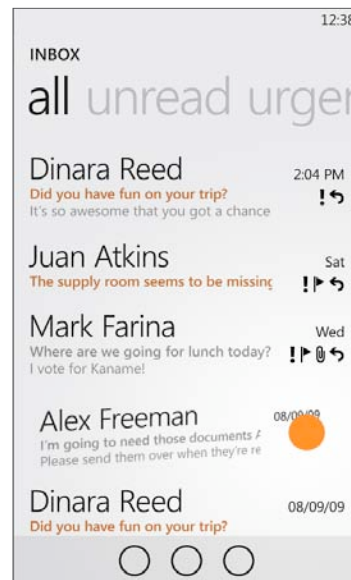 12:38
INBOX
all unread urger
Dinara Reed
2:04 PM
Did you have fun on your trip?
It's so awesome that you got a chance
Juan Atkins
Sat
The supply room seems to be missing
Mark Farina
Wed
Where are we going for lunch today?
I vote for Kaname!
Alex Freeman
08/09/09
I'm going to need those documents A
Please send them over when they're re
Dinara Reed
08/09/09
Did you have fun on your trip?